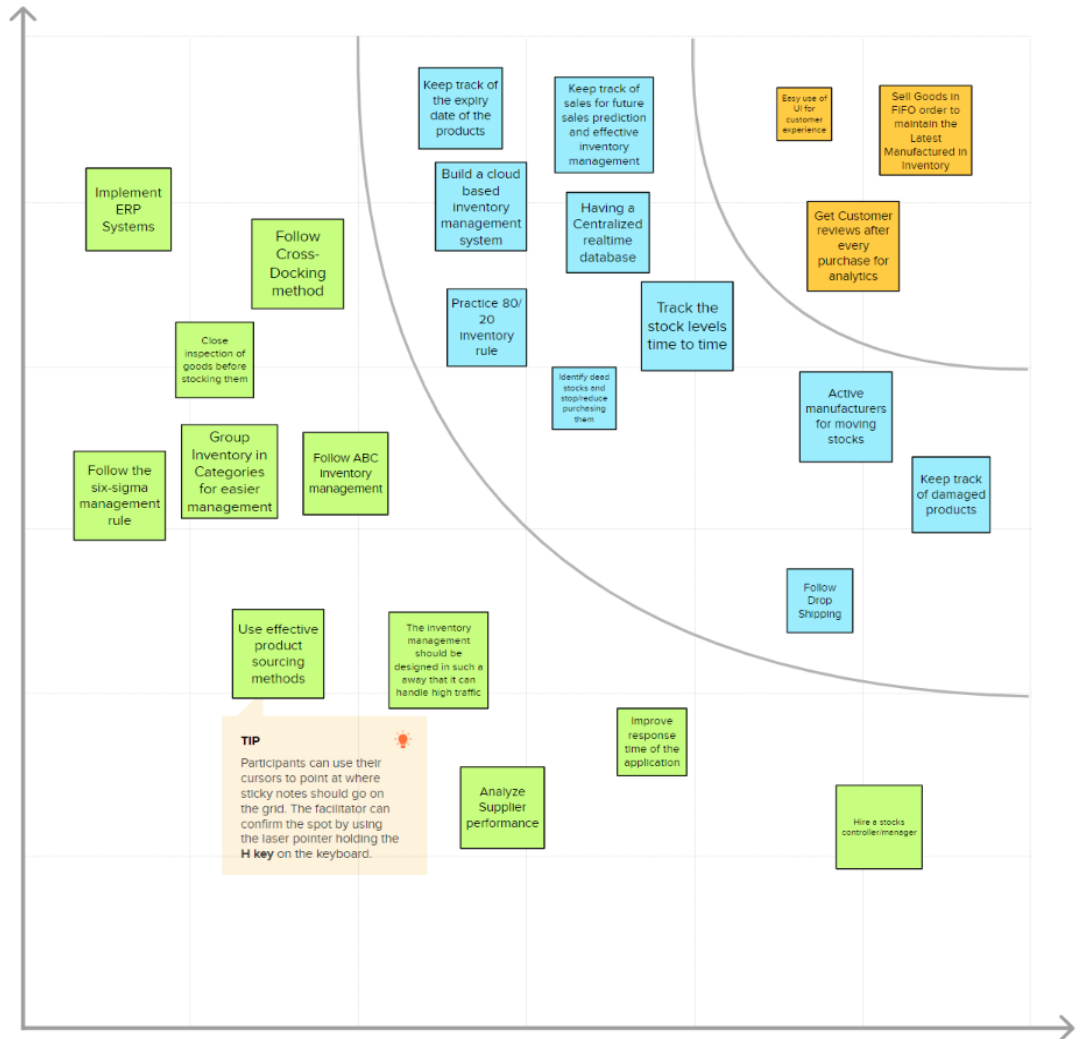 Keep track of
the expiry
date of the
products
Keep track of
sales for future
sales prediction
and effective
inventory
management
Easy use of
UI for
customer
experience
Sell Goods in
FIFO order to
maintain the
Latest
Manufactured in
Inventory
Implement
ERP
Systems
Build a cloud
based
inventory
management
system
Having a
Centralized
realtime
database
Get Customer
reviews after
every
purchase for
analytics
Follow
Cross-
Docking
method
Practice 80/
20
inventory
rule
Track the
stock levels
time to time
Close
inspection of
goods before
stocking them
Identify dead
stocks and
stop/reduce
purchasing
them
Active
manufacturers
for moving
stocks
Follow the
six-sigma
management
rule
Group
Inventory in
Categories
for easier
management
Follow ABC
inventory
management
Keep track
of damaged
products
Follow
Drop
Shipping
Use effective
product
sourcing
methods
The inventory
management
should be
designed in such a
away that it can
handle high traffic
Improve
response
time of the
application
TIP
Participants can use their
cursors to point at where
sticky notes should go on
the grid. The facilitator can
confirm the spot by using
the laser pointer holding the
H key on the keyboard.
Analyze
Supplier
performance
Hire a stocks
controller/manager